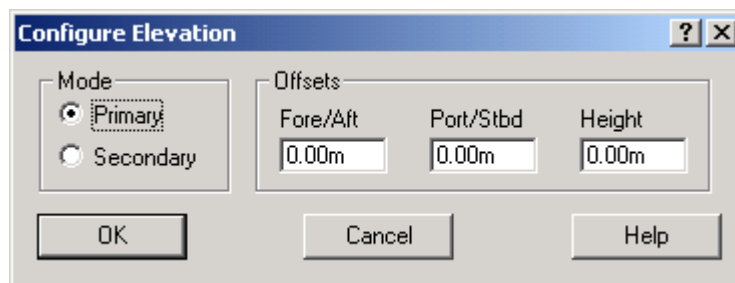 Configure Elevation
Mode
Primary
Secondary
Offsets
Fore/Aft Port/Stbd Height
0.00m 0.00m 0.00m
OK Cancel Help